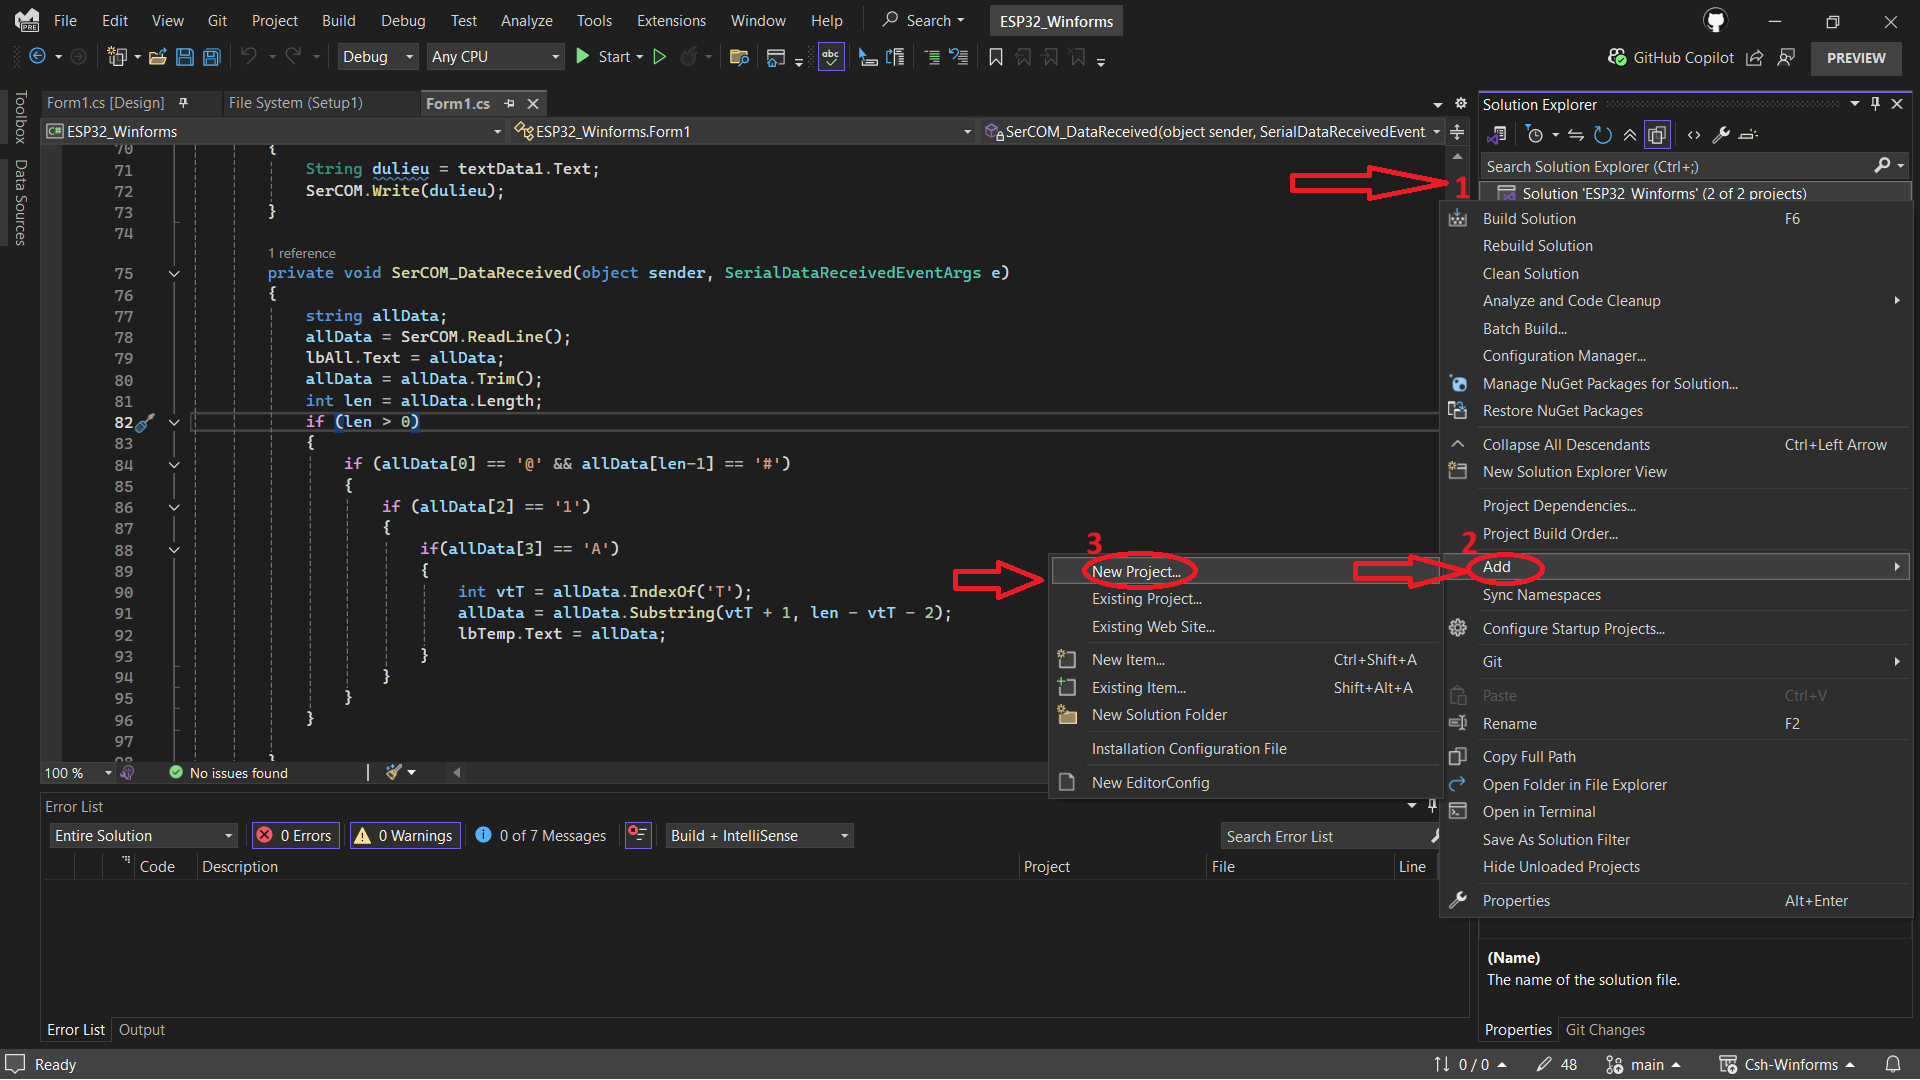 PRE File Edit View Git Project Build Debug Test Analyze Tools Extensions Window Help Search ESP32_Winforms
Debug Any CPU Start abc GitHub Copilot PREVIEW
Toolbox
Data Sources
Form1.cs [Design] File System (Setup1) Form1.cs
C# ESP32_Winforms ESP32_Winforms.Form1 SerCOM_DataReceived(object sender, SerialDataReceivedEvent
70 {
71 String dulieu = textData1.Text;
72 SerCOM.Write(dulieu);
73 }
74
1 reference
75 private void SerCOM_DataReceived(object sender, SerialDataReceivedEventArgs e)
76 {
77 string allData;
78 allData = SerCOM.ReadLine();
79 lbAll.Text = allData;
80 allData = allData.Trim();
81 int len = allData.Length;
82 if (len > 0)
83 {
84 if (allData[0] == '@' && allData[len-1] == '#')
85 {
86 if (allData[2] == '1')
87 {
88 if(allData[3] == 'A')
89 {
90 int vtT = allData.IndexOf('T');
91 allData = allData.Substring(vtT + 1, len - vtT - 2);
92 lbTemp.Text = allData;
93 }
94 }
95 }
96 }
97
98 }
100 % No issues found
Solution Explorer
Search Solution Explorer (Ctrl+;)
1 Solution 'ESP32_Winforms' (2 of 2 projects)
Build Solution F6
Rebuild Solution
Clean Solution
Analyze and Code Cleanup
Batch Build...
Configuration Manager...
Manage NuGet Packages for Solution...
Restore NuGet Packages
Collapse All Descendants Ctrl+Left Arrow
New Solution Explorer View
Project Dependencies...
Project Build Order...
2
Add
Sync Namespaces
Configure Startup Projects...
Git
Paste Ctrl+V
Rename F2
Copy Full Path
Open Folder in File Explorer
Open in Terminal
Save As Solution Filter
Hide Unloaded Projects
Properties Alt+Enter
3
New Project...
Existing Project...
Existing Web Site...
New Item... Ctrl+Shift+A
Existing Item... Shift+Alt+A
New Solution Folder
Installation Configuration File
New EditorConfig
Error List
Entire Solution 0 Errors 0 Warnings 0 of 7 Messages Build + IntelliSense Search Error List
Code Description Project File Line
(Name)
The name of the solution file.
Error List Output
Properties Git Changes
Ready 0 / 0 48 main Csh-Winforms